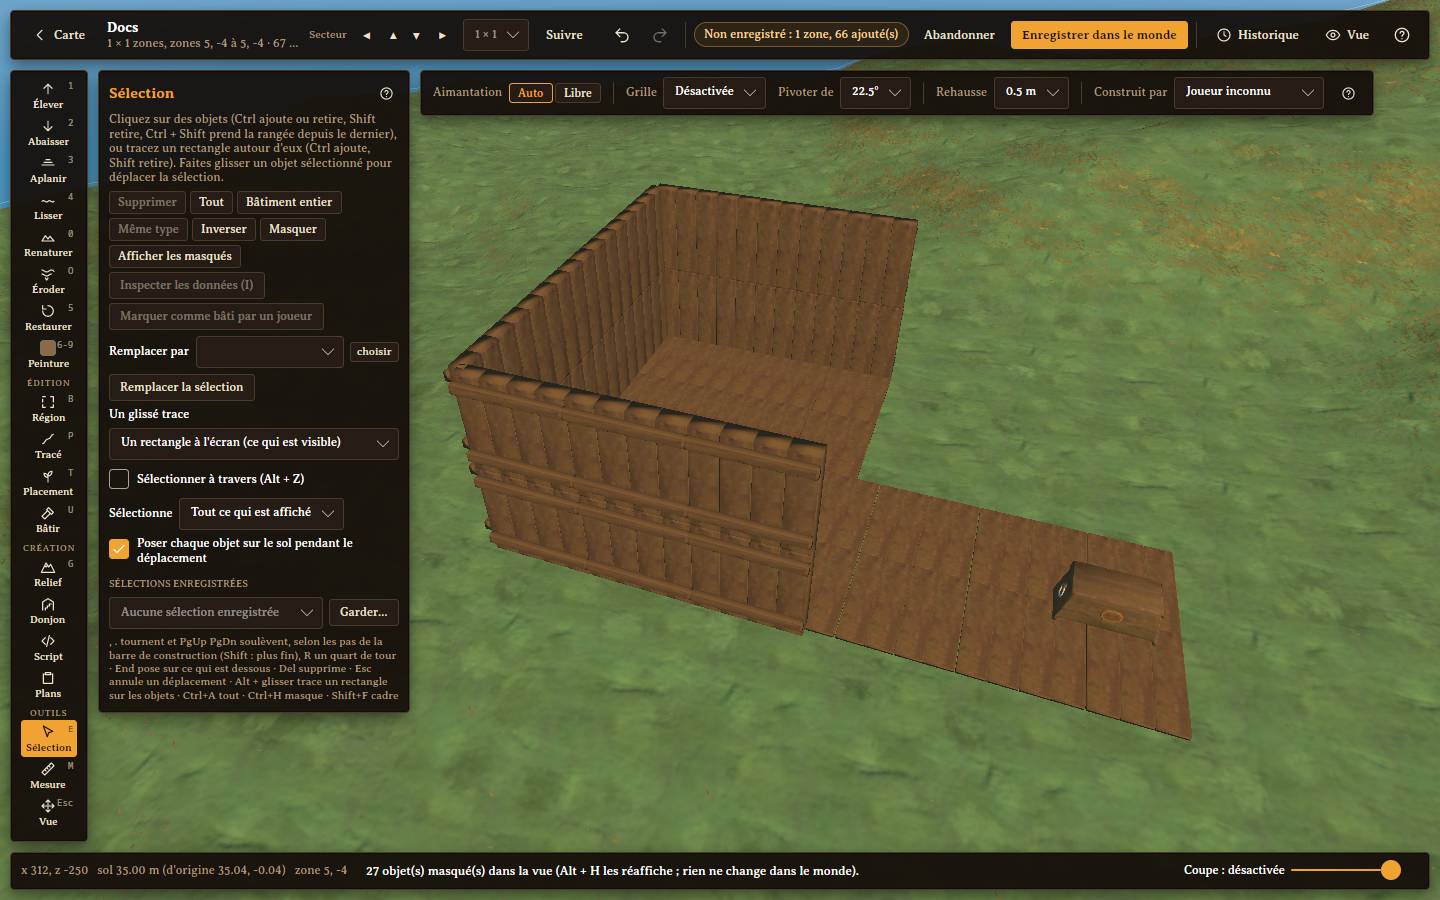 Carte
Docs
1 × 1 zones, zones 5, -4 à 5, -4 · 67 ...
Secteur
1 × 1
Suivre
Non enregistré : 1 zone, 66 ajouté(s)
Abandonner
Enregistrer dans le monde
Historique
Vue
1
Élever
2
Abaisser
3
Aplanir
4
Lisser
0
Renaturer
O
Éroder
5
Restaurer
6-9
Peinture
ÉDITION
B
Région
P
Tracé
T
Placement
U
Bâtir
CRÉATION
G
Relief
Donjon
Script
Plans
OUTILS
E
Sélection
M
Mesure
Esc
Vue
Sélection
Cliquez sur des objets (Ctrl ajoute ou retire, Shift
retire, Ctrl + Shift prend la rangée depuis le dernier),
ou tracez un rectangle autour d'eux (Ctrl ajoute,
Shift retire). Faites glisser un objet sélectionné pour
déplacer la sélection.
Supprimer
Tout
Bâtiment entier
Même type
Inverser
Masquer
Afficher les masqués
Inspecter les données (I)
Marquer comme bâti par un joueur
Remplacer par
choisir
Remplacer la sélection
Un glissé trace
Un rectangle à l'écran (ce qui est visible)
Sélectionner à travers (Alt + Z)
Sélectionne
Tout ce qui est affiché
Poser chaque objet sur le sol pendant le
déplacement
SÉLECTIONS ENREGISTRÉES
Aucune sélection enregistrée
Garder...
, . tournent et PgUp PgDn soulèvent, selon les pas de la
barre de construction (Shift : plus fin), R un quart de tour
· End pose sur ce qui est dessous · Del supprime · Esc
annule un déplacement · Alt + glisser trace un rectangle
sur les objets · Ctrl+A tout · Ctrl+H masque · Shift+F cadre
Aimantation
Auto
Libre
Grille
Désactivée
Pivoter de
22.5°
Rehausse
0.5 m
Construit par
Joueur inconnu
x 312, z -250 sol 35.00 m (d'origine 35.04, -0.04) zone 5, -4
27 objet(s) masqué(s) dans la vue (Alt + H les réaffiche ; rien ne change dans le monde).
Coupe : désactivée